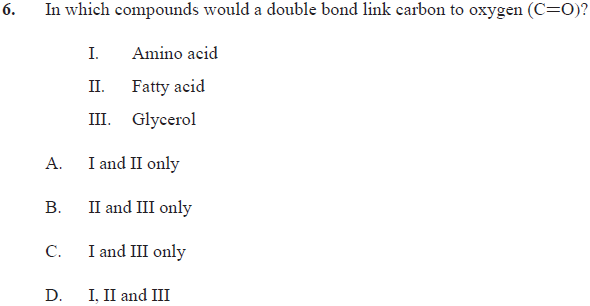 6. In which compounds would a double bond link carbon to oxygen (C=O)?
I. Amino acid
II. Fatty acid
III. Glycerol
A. I and II only
B. II and III only
C. I and III only
D. I, II and III